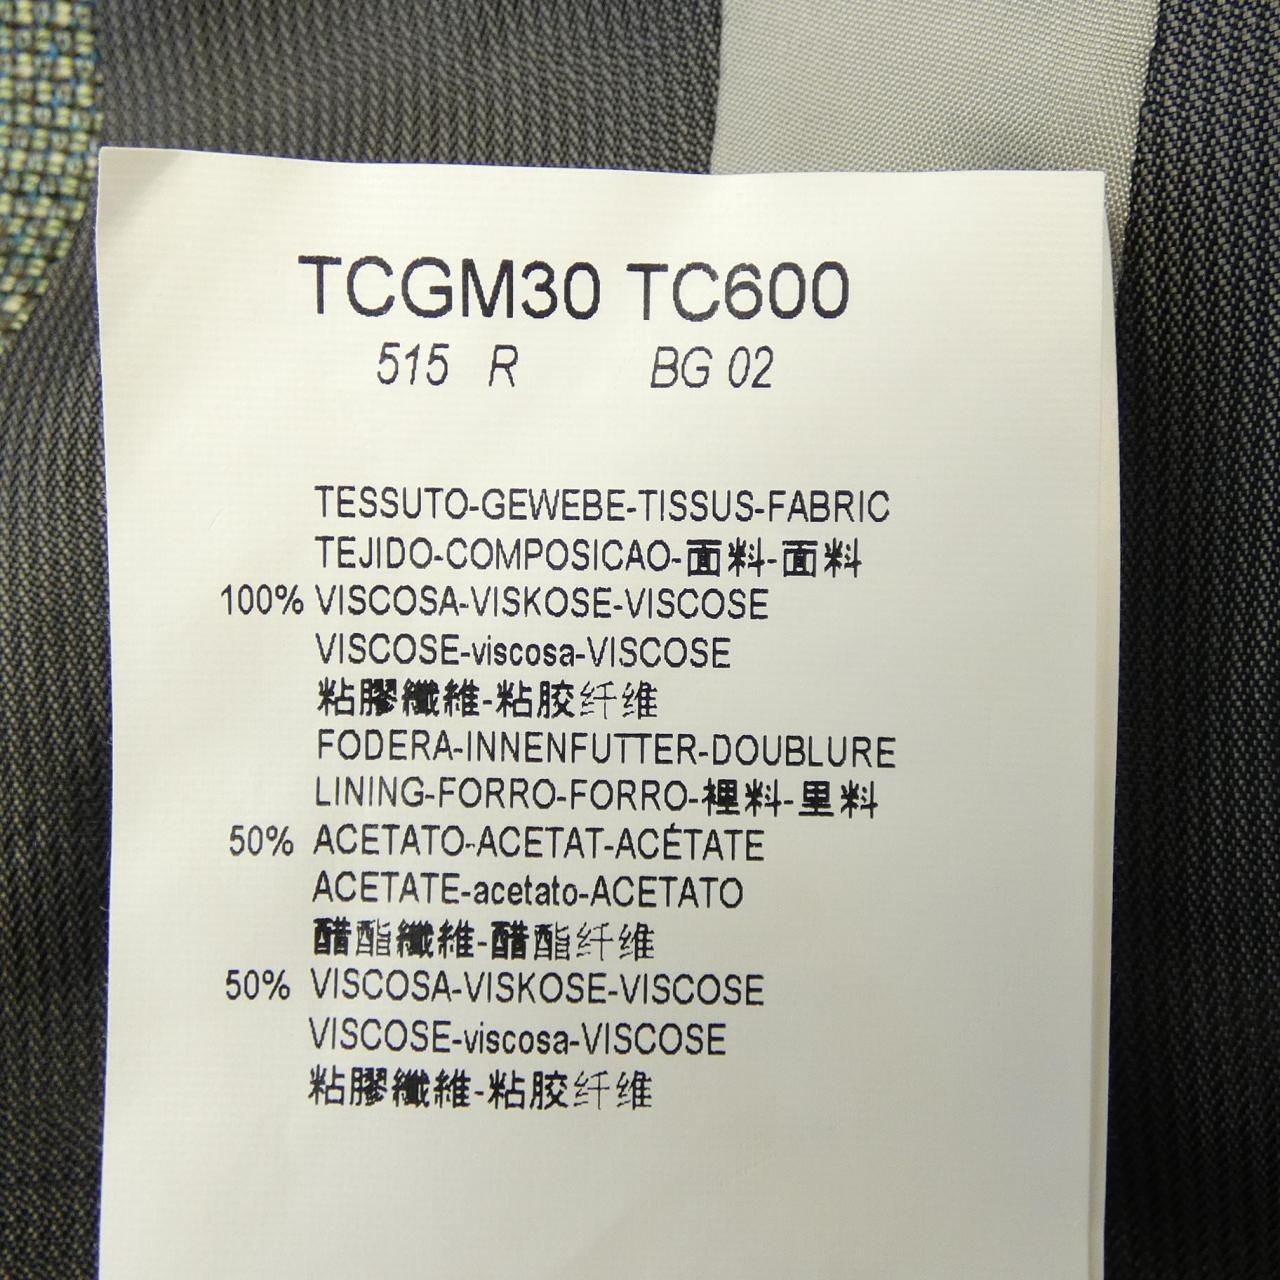 TCGM30 TC600
515 R BG 02
TESSUTO-GEWEBE-TISSUS-FABRIC
TEJIDO-COMPOSICAO-面料-面料
100% VISCOSA-VISKOSE-VISCOSE
VISCOSE-viscosa-VISCOSE
粘膠纖維-粘胶纤维
FODERA-INNENFUTTER-DOUBLURE
LINING-FORRO-FORRO-裡料-里料
50% ACETATO-ACETAT-ACÉTATE
ACETATE-acetato-ACETATO
醋酯纖維-醋酯纤维
50% VISCOSA-VISKOSE-VISCOSE
VISCOSE-viscosa-VISCOSE
粘膠纖維-粘胶纤维